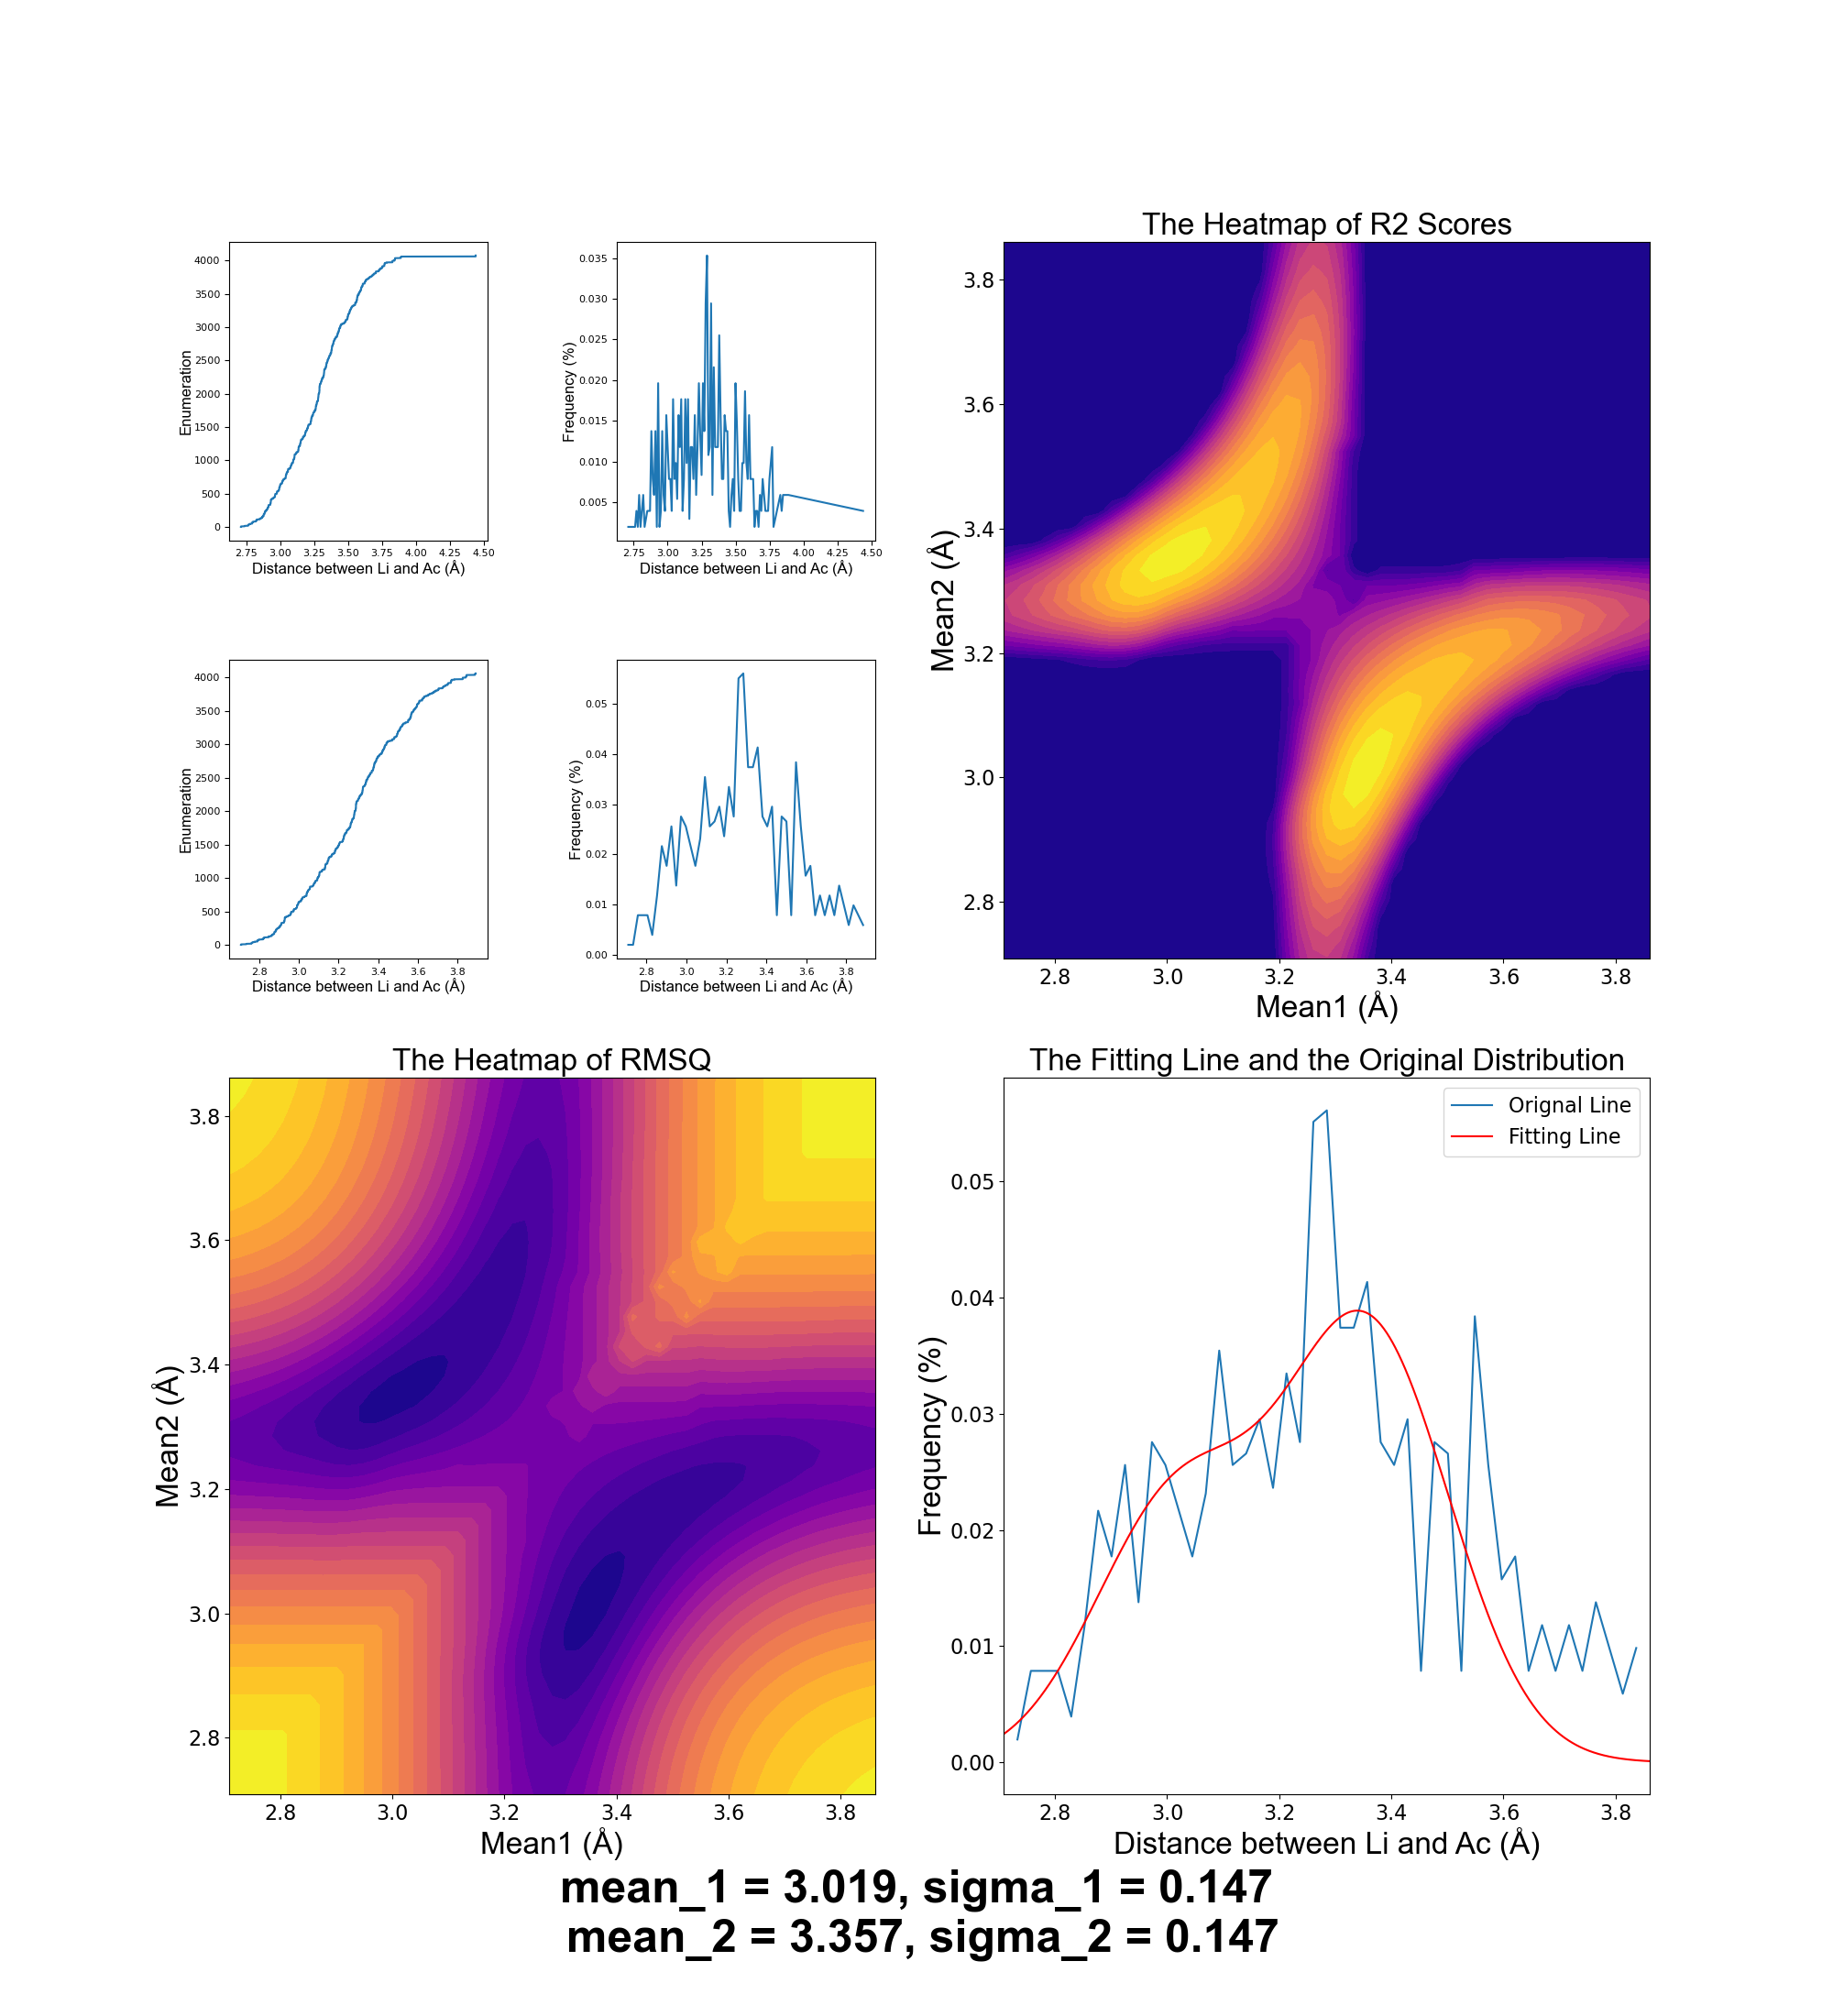 The Heatmap of R2 Scores
4000
3500
3000
2500
2000
1500
1000
500
0
Enumeration
2.75 3.00 3.25 3.50 3.75 4.00 4.25 4.50
Distance between Li and Ac (Å)
0.035
0.030
0.025
0.020
0.015
0.010
0.005
Frequency (%)
2.75 3.00 3.25 3.50 3.75 4.00 4.25 4.50
Distance between Li and Ac (Å)
3.8
3.6
3.4
3.2
3.0
2.8
Mean2 (Å)
2.8 3.0 3.2 3.4 3.6 3.8
Mean1 (Å)
4000
3500
3000
2500
2000
1500
1000
500
0
Enumeration
2.8 3.0 3.2 3.4 3.6 3.8
Distance between Li and Ac (Å)
0.05
0.04
0.03
0.02
0.01
0.00
Frequency (%)
2.8 3.0 3.2 3.4 3.6 3.8
Distance between Li and Ac (Å)
The Heatmap of RMSQ
3.8
3.6
3.4
3.2
3.0
2.8
Mean2 (Å)
2.8 3.0 3.2 3.4 3.6 3.8
Mean1 (Å)
The Fitting Line and the Original Distribution
Orignal Line
Fitting Line
0.05
0.04
0.03
0.02
0.01
0.00
Frequency (%)
2.8 3.0 3.2 3.4 3.6 3.8
Distance between Li and Ac (Å)
mean_1 = 3.019, sigma_1 = 0.147
mean_2 = 3.357, sigma_2 = 0.147